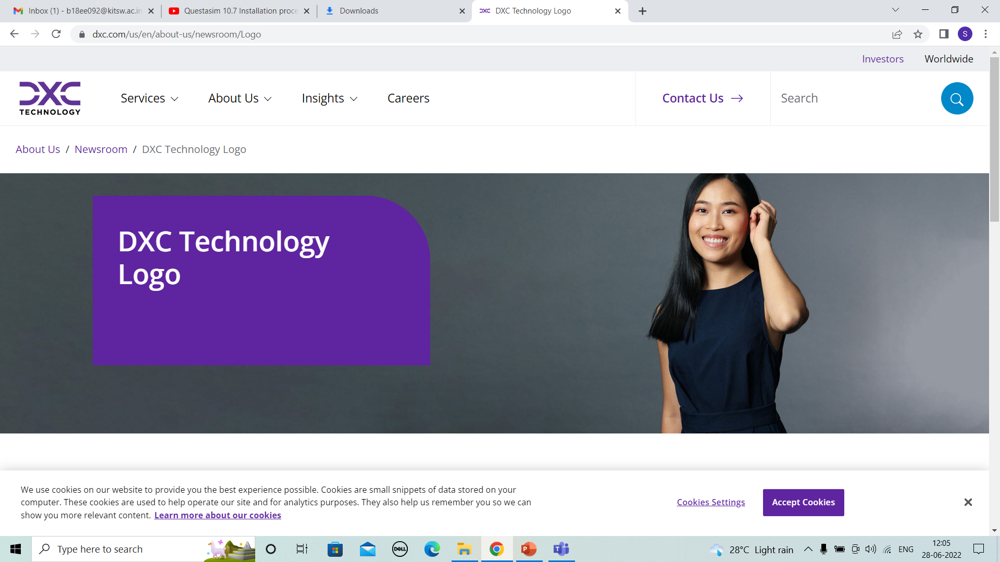 Inbox (1) - b18ee092@kitsw.ac.in
Questasim 10.7 Installation proce
Downloads
DXC Technology Logo
dxc.com/us/en/about-us/newsroom/Logo
S
Investors
Worldwide
DXC
TECHNOLOGY
Services
About Us
Insights
Careers
Contact Us
Search
About Us / Newsroom / DXC Technology Logo
DXC Technology
Logo
We use cookies on our website to provide you the best experience possible. Cookies are small snippets of data stored on your
computer. These cookies are used to help operate our site and for analytics purposes. They also help us remember you so we can
show you more relevant content. Learn more about our cookies
Cookies Settings
Accept Cookies
Type here to search
DELL
28°C Light rain
ENG
12:05
28-06-2022